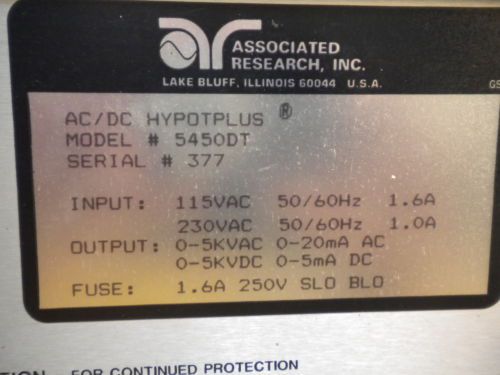 ASSOCIATED
RESEARCH, INC.
LAKE BLUFF, ILLINOIS 60044 U.S.A.
AC/DC HYPOTPLUS ®
MODEL # 5450DT
SERIAL # 377
INPUT: 115VAC 50/60Hz 1.6A
230VAC 50/60Hz 1.0A
OUTPUT: 0-5KVAC 0-20mA AC
0-5KVDC 0-5mA DC
FUSE: 1.6A 250V SLO BLO
FOR CONTINUED PROTECTION